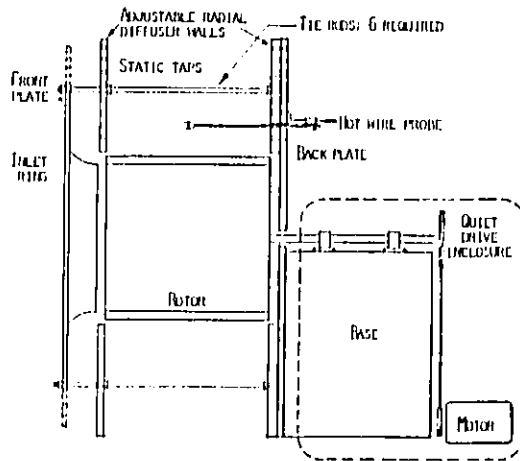 ADJUSTABLE RADIAL
DIFFUSER WALLS
TIE RODS, 6 REQUIRED
STATIC TAPS
FRONT
PLATE
HOT WIRE PROBE
BACK PLATE
INLET
RING
QUIET
DRIVE
ENCLOSURE
ROTOR
BASE
MOTOR